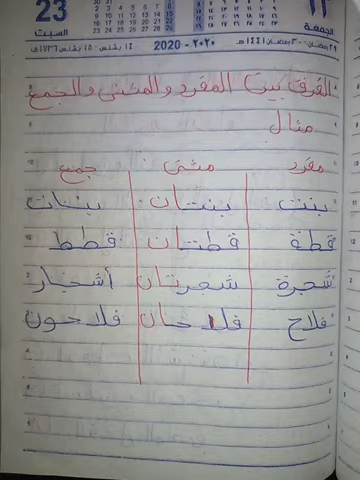 23
السبت
الجمعة
2020 - ٢٠٢٠
الفرق بين المفرد والمثنى والجمع
مثال
مفرد مثنى جمع
بنت بنتان بنات
قطة قطتان قطط
شجرة شجرتان أشجار
فلاح فلاحان فلاحون